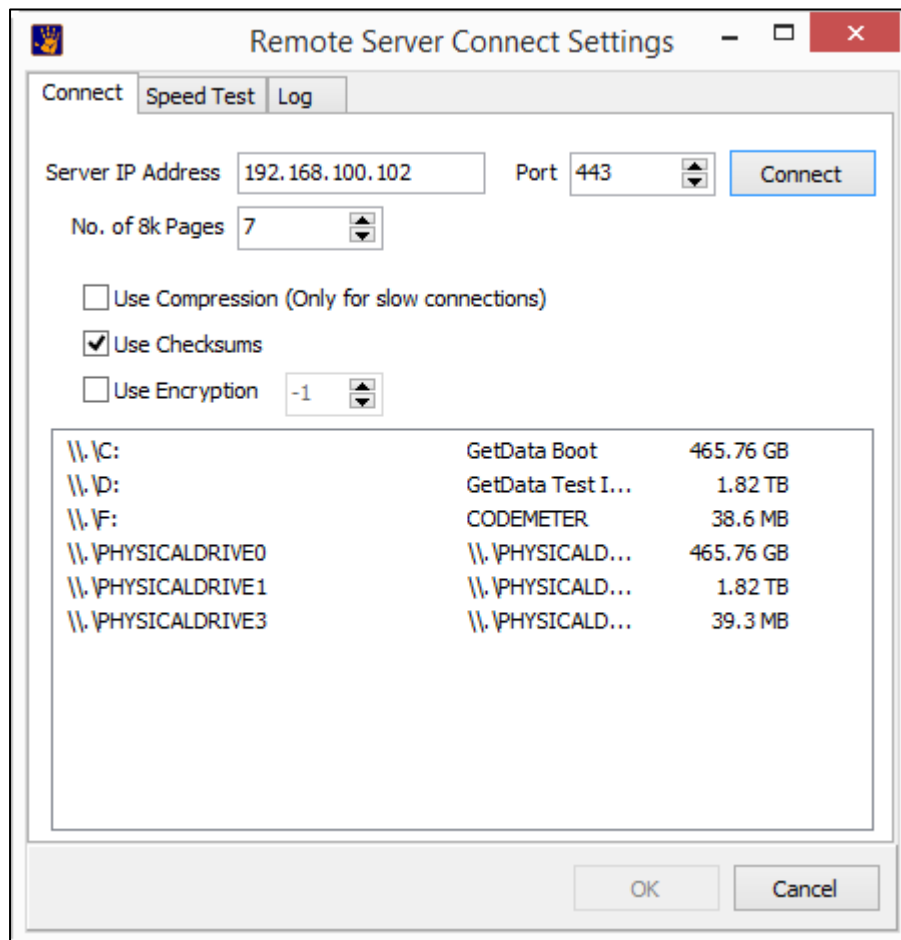 Remote Server Connect Settings
Connect Speed Test Log
Server IP Address 192.168.100.102 Port 443 Connect
No. of 8k Pages 7
Use Compression (Only for slow connections)
Use Checksums
Use Encryption -1
\\.\C: GetData Boot 465.76 GB
\\.\D: GetData Test I... 1.82 TB
\\.\F: CODEMETER 38.6 MB
\\.\PHYSICALDRIVE0 \\.\PHYSICALD... 465.76 GB
\\.\PHYSICALDRIVE1 \\.\PHYSICALD... 1.82 TB
\\.\PHYSICALDRIVE3 \\.\PHYSICALD... 39.3 MB
OK Cancel